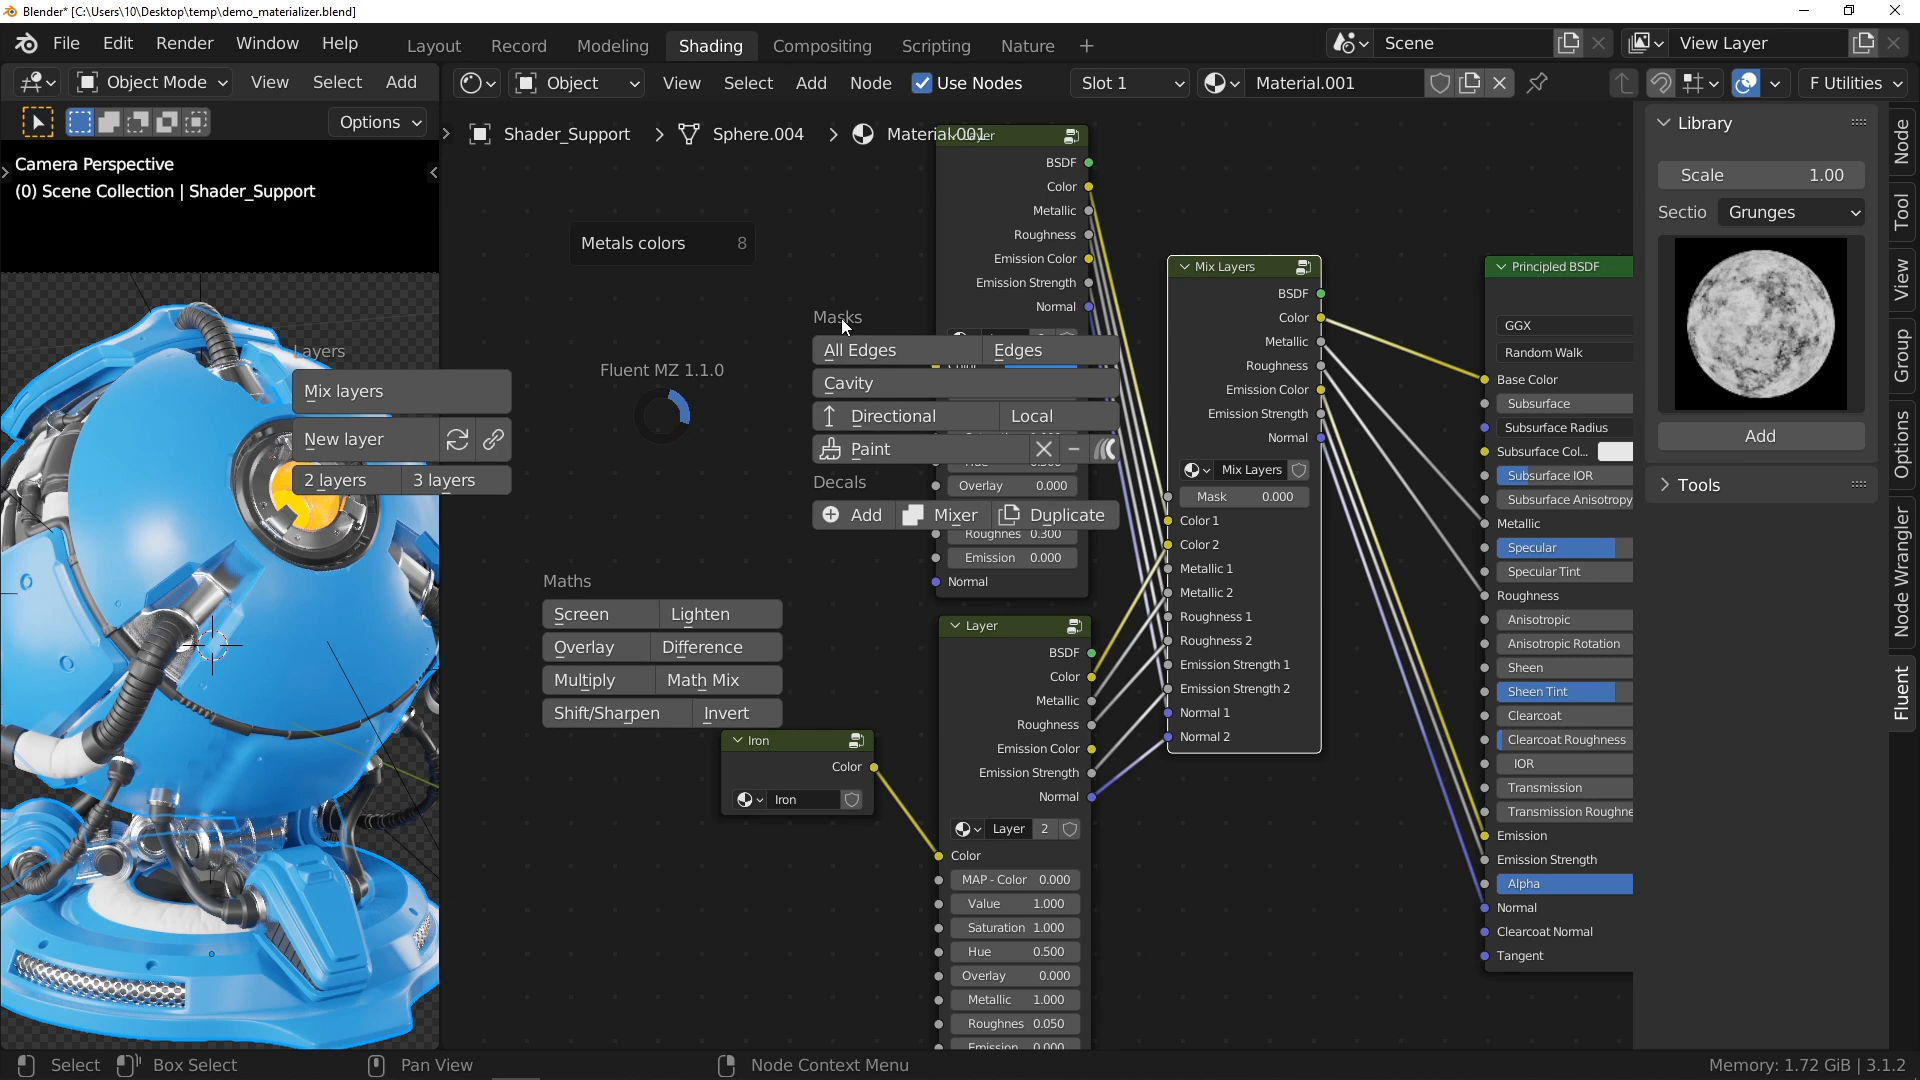 Blender* [C:\Users\10\Desktop\temp\demo_materializer.blend]
File Edit Render Window Help Layout Record Modeling Shading Compositing Scripting Nature + Scene View Layer
Object Mode View Select Add Object View Select Add Node Use Nodes Slot 1 Material.001 F Utilities
Options
Shader_Support > Sphere.004 > Material.001
Camera Perspective
(0) Scene Collection | Shader_Support
Layers
Mix layers
New layer
2 layers 3 layers
Metals colors 8
Fluent MZ 1.1.0
Masks
All Edges Edges
Cavity
Directional Local
Paint
Decals
Add Mixer Duplicate
Maths
Screen Lighten
Overlay Difference
Multiply Math Mix
Shift/Sharpen Invert
Iron
Color
Iron
BSDF
Color
Metallic
Roughness
Emission Color
Emission Strength
Normal
Overlay 0.000
Roughnes 0.300
Emission 0.000
Normal
Layer
BSDF
Color
Metallic
Roughness
Emission Color
Emission Strength
Normal
Layer 2
Color
MAP - Color 0.000
Value 1.000
Saturation 1.000
Hue 0.500
Overlay 0.000
Metallic 1.000
Roughnes 0.050
Emission 0.000
Mix Layers
BSDF
Color
Metallic
Roughness
Emission Color
Emission Strength
Normal
Mix Layers
Mask 0.000
Color 1
Color 2
Metallic 1
Metallic 2
Roughness 1
Roughness 2
Emission Strength 1
Emission Strength 2
Normal 1
Normal 2
Principled BSDF
GGX
Random Walk
Base Color
Subsurface
Subsurface Radius
Subsurface Col...
Subsurface IOR
Subsurface Anisotropy
Metallic
Specular
Specular Tint
Roughness
Anisotropic
Anisotropic Rotation
Sheen
Sheen Tint
Clearcoat
Clearcoat Roughness
IOR
Transmission
Transmission Roughne
Emission
Emission Strength
Alpha
Normal
Clearcoat Normal
Tangent
Library
Scale 1.00
Sectio Grunges
Add
Tools
Node
Tool
View
Group
Options
Node Wrangler
Fluent
Select Box Select Pan View Node Context Menu Memory: 1.72 GiB | 3.1.2